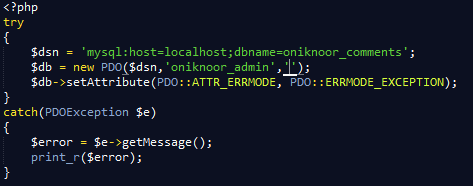 <?php
try
{
    $dsn = 'mysql:host=localhost;dbname=oniknoor_comments';
    $db = new PDO($dsn,'oniknoor_admin','');
    $db->setAttribute(PDO::ATTR_ERRMODE, PDO::ERRMODE_EXCEPTION);
}
catch(PDOException $e)
{
    $error = $e->getMessage();
    print_r($error);
}